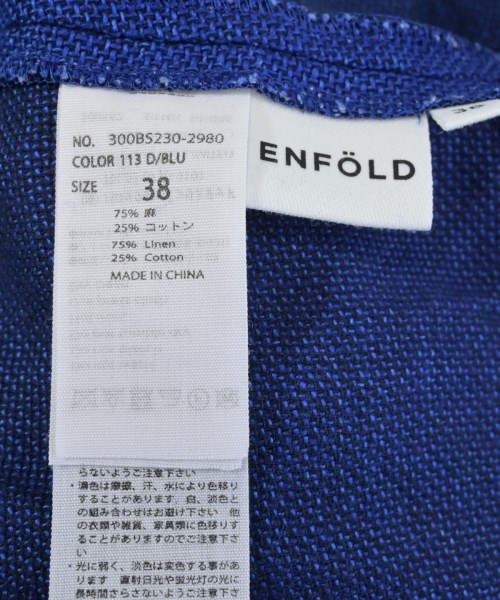 NO. 300BS230-2980
COLOR 113 D/BLU
SIZE 38
75% 麻
25% コットン
75% Linen
25% Cotton
MADE IN CHINA
ENFÖLD
らないようご注意下さい
・濃色は摩擦、汗、水により色移り
することがあります。白、淡色と
の組み合わせはお避け下さい 他
の衣類や雑貨、家具類に色移りす
ることがありますのでご注意下さ
い
・光に弱く、淡色は変色する事があ
ります 直射日光や蛍光灯の光に
長時間さらさないようご注意下さ